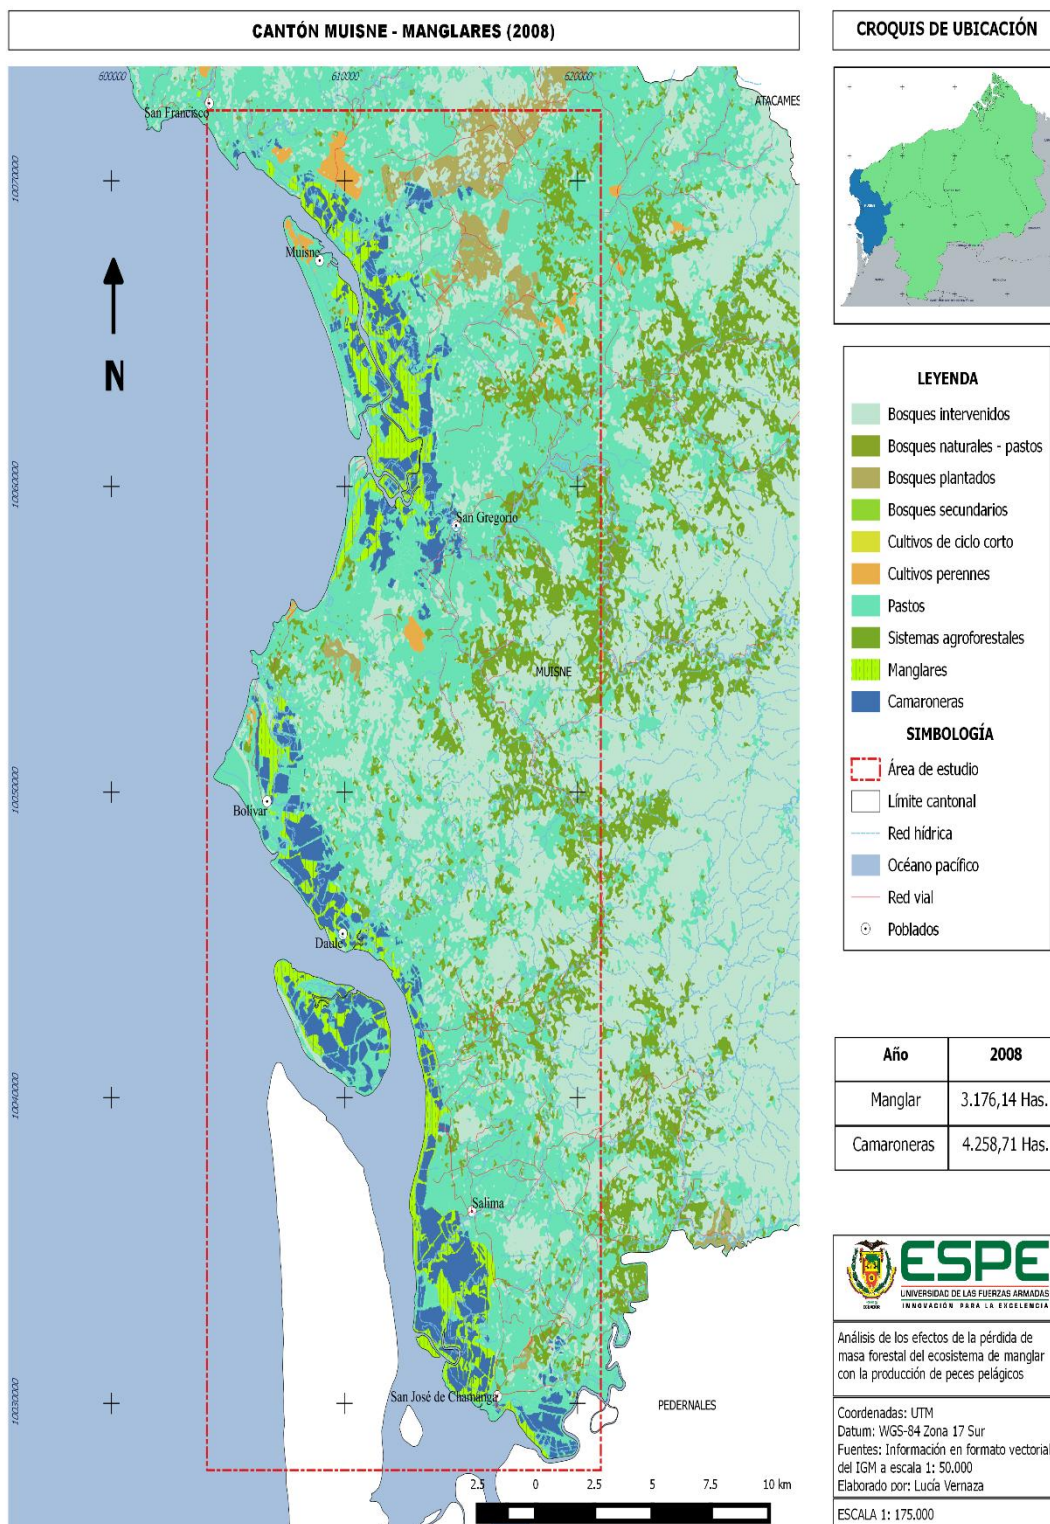 CANTÓN MUISNE - MANGLARES (2008)
CROQUIS DE UBICACIÓN
600000
610000
620000
ATACAMES
San Francisco
10070000
Muisne
N
10060000
San Gregorio
MUISNE
10050000
Bolívar
Daule
10040000
Salima
San José de Chamanga
10030000
PEDERNALES
2.5 0 2.5 5 7.5 10 km
LEYENDA
Bosques intervenidos
Bosques naturales - pastos
Bosques plantados
Bosques secundarios
Cultivos de ciclo corto
Cultivos perennes
Pastos
Sistemas agroforestales
Manglares
Camaroneras
SIMBOLOGÍA
Área de estudio
Límite cantonal
Red hídrica
Océano pacífico
Red vial
Poblados
Año 2008
Manglar 3.176,14 Has.
Camaroneras 4.258,71 Has.
ESPE
UNIVERSIDAD DE LAS FUERZAS ARMADAS
INNOVACIÓN PARA LA EXCELENCIA
Análisis de los efectos de la pérdida de
masa forestal del ecosistema de manglar
con la producción de peces pelágicos
Coordenadas: UTM
Datum: WGS-84 Zona 17 Sur
Fuentes: Información en formato vectorial
del IGM a escala 1: 50.000
Elaborado por: Lucía Vernaza
ESCALA 1: 175.000